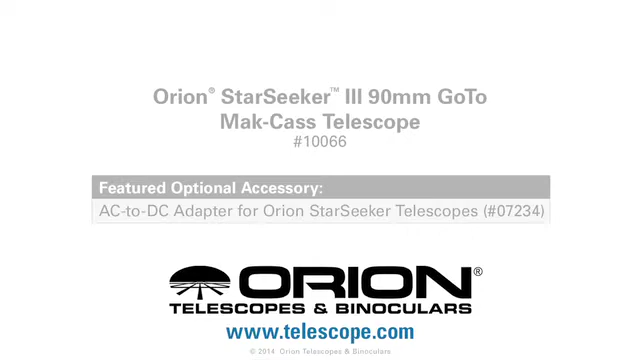 Orion® StarSeeker™ III 90mm GoTo
Mak-Cass Telescope
#10066
Featured Optional Accessory:
AC-to-DC Adapter for Orion StarSeeker Telescopes (#07234)
ORION®
TELESCOPES & BINOCULARS
www.telescope.com
© 2014 Orion Telescopes & Binoculars